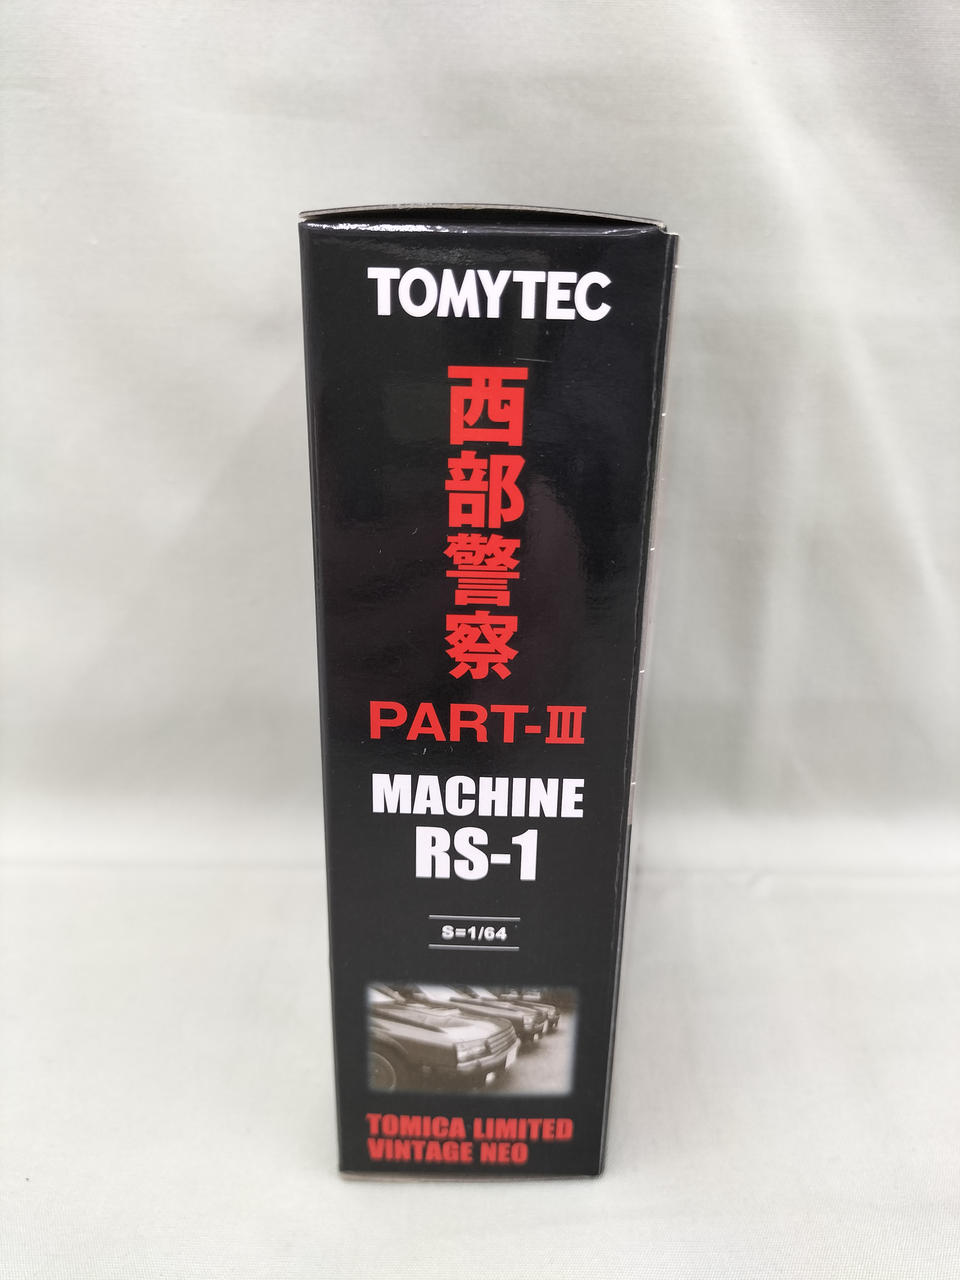 TOMYTEC
西部警察
PART-III
MACHINE
RS-1
S=1/64
TOMICA LIMITED
VINTAGE NEO